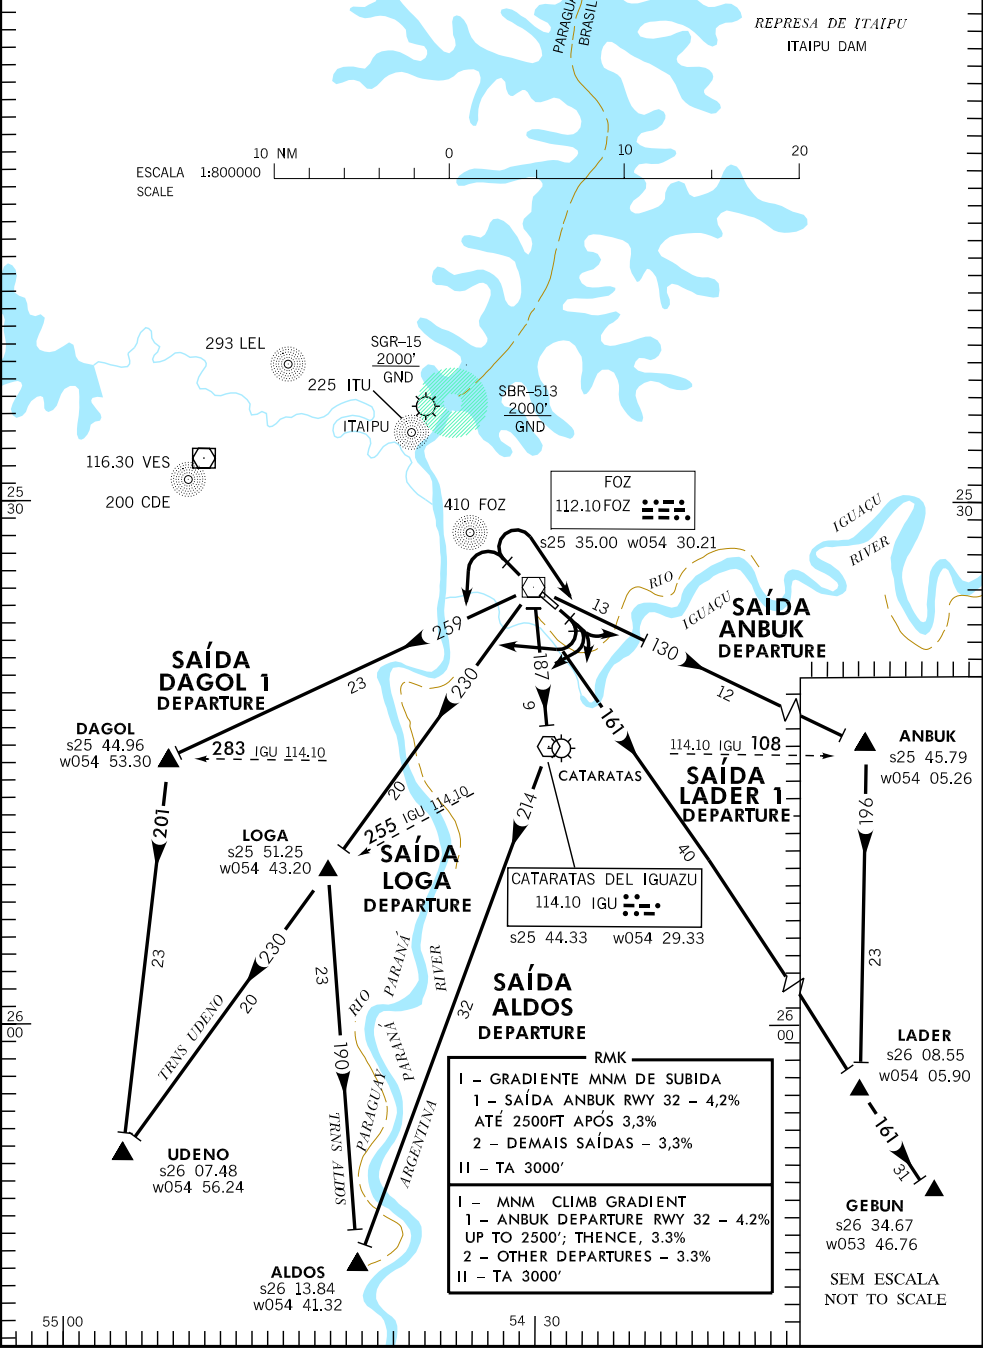 PARAGUA
BRASIL
REPRESA DE ITAIPU
ITAIPU DAM
10 NM 0 10 20
ESCALA 1:800000
SCALE
293 LEL
SGR-15
2000'
GND
225 ITU
ITAIPU
SBR-513
2000'
GND
116.30 VES
200 CDE
25
30
25
30
410 FOZ
FOZ
112.10 FOZ
s25 35.00 w054 30.21
IGUAÇU
RIVER
RIO
IGUAÇU
13
SAÍDA
ANBUK
DEPARTURE
130
12
259
23
SAÍDA
DAGOL 1
DEPARTURE
230
187
9
161
DAGOL
s25 44.96
w054 53.30
283 IGU 114.10
ANBUK
s25 45.79
w054 05.26
114.10 IGU 108
CATARATAS
SAÍDA
LADER 1
DEPARTURE
201
20
214
196
255 IGU 114.10
LOGA
s25 51.25
w054 43.20
SAÍDA
LOGA
DEPARTURE
40
CATARATAS DEL IGUAZU
114.10 IGU
s25 44.33 w054 29.33
23
230
20
23
23
TRNS UDENO
RIO PARANÁ
RIVER
SAÍDA
ALDOS
DEPARTURE
32
26
00
26
00
190
PARAGUAY
PARANÁ
ARGENTINA
TRNS ALDOS
LADER
s26 08.55
w054 05.90
161
31
UDENO
s26 07.48
w054 56.24
RMK
I - GRADIENTE MNM DE SUBIDA
1 - SAÍDA ANBUK RWY 32 - 4,2%
ATÉ 2500FT APÓS 3,3%
2 - DEMAIS SAÍDAS - 3,3%
II - TA 3000'
I - MNM CLIMB GRADIENT
1 - ANBUK DEPARTURE RWY 32 - 4.2%
UP TO 2500'; THENCE, 3.3%
2 - OTHER DEPARTURES - 3.3%
II - TA 3000'
GEBUN
s26 34.67
w053 46.76
ALDOS
s26 13.84
w054 41.32
SEM ESCALA
NOT TO SCALE
55 00
54 30